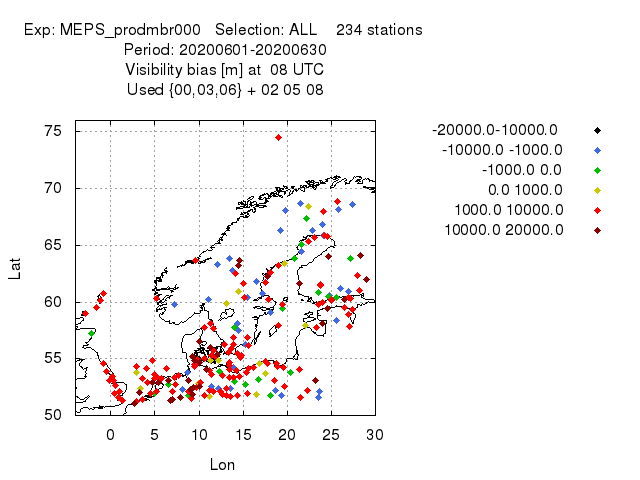 Exp: MEPS_prodmbr000 Selection: ALL 234 stations
Period: 20200601-20200630
Visibility bias [m] at 08 UTC
Used {00,03,06} + 02 05 08
-20000.0-10000.0
-10000.0 -1000.0
-1000.0 0.0
0.0 1000.0
1000.0 10000.0
10000.0 20000.0
75
70
65
60
55
50
Lat
0 5 10 15 20 25 30
Lon